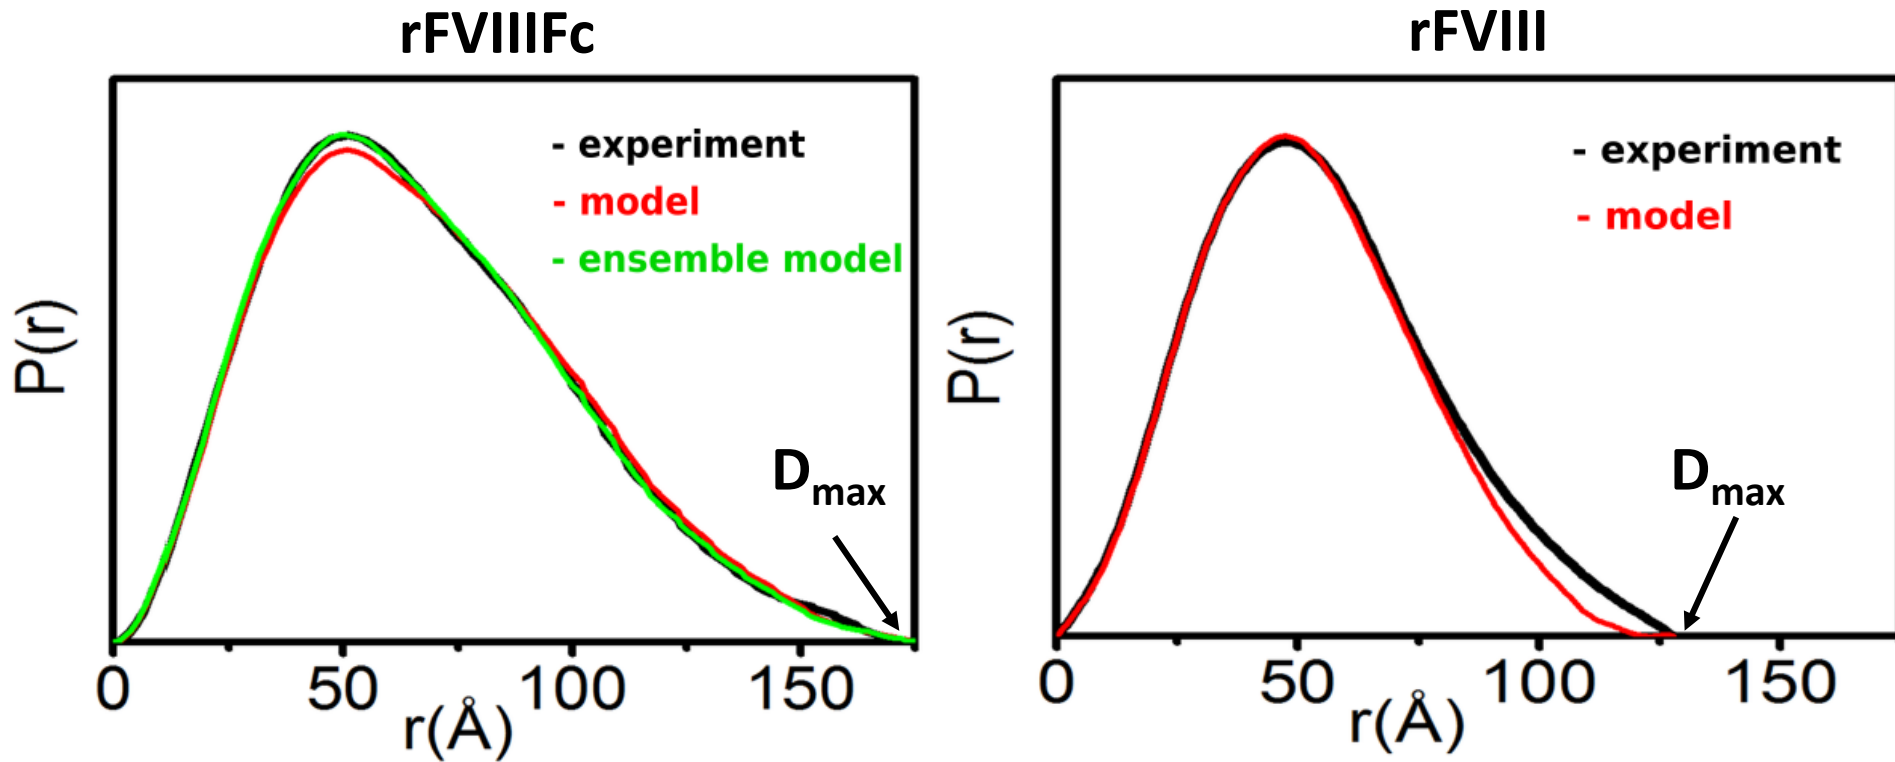 rFVIIIFc
- experiment
- model
- ensemble model
P(r)
Dmax
0 50 100 150
r(Å)
rFVIII
- experiment
- model
P(r)
Dmax
0 50 100 150
r(Å)